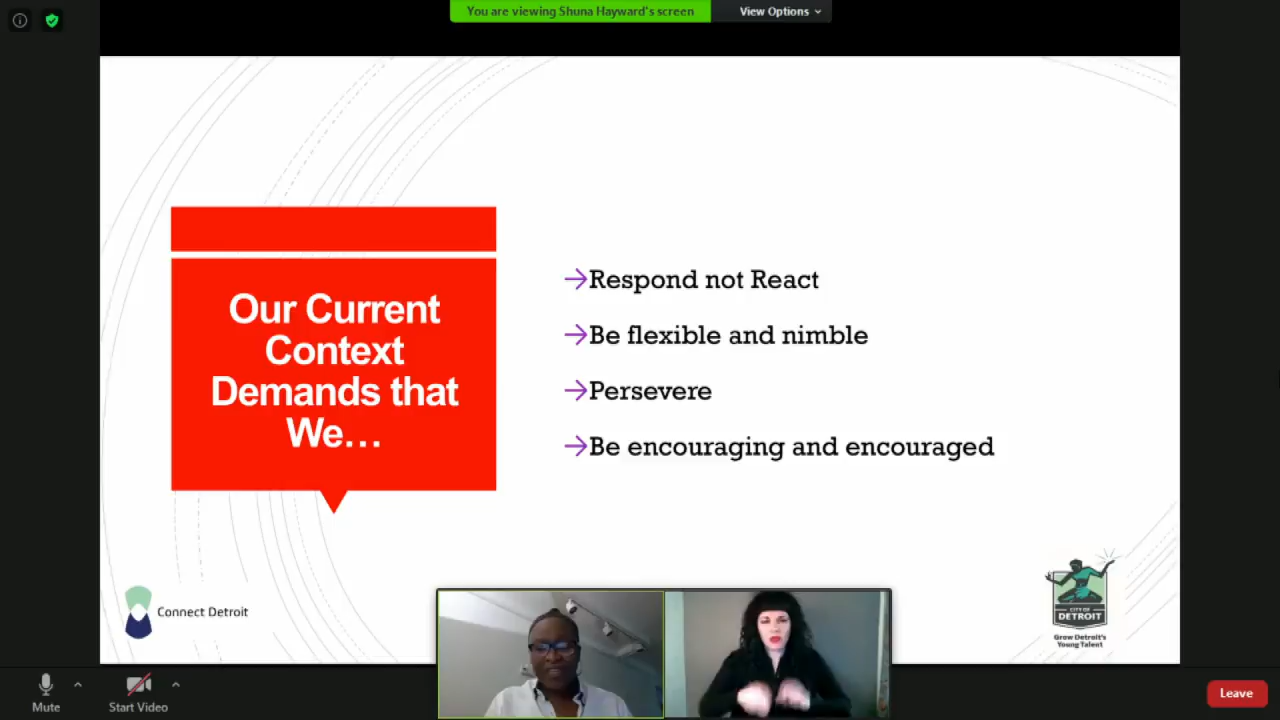 You are viewing Shuna Hayward's screen
View Options
Our Current
Context
Demands that
We...
→Respond not React
→Be flexible and nimble
→Persevere
→Be encouraging and encouraged
Connect Detroit
CITY OF
DETROIT
Grow Detroit's
Young Talent
Mute
Start Video
Leave